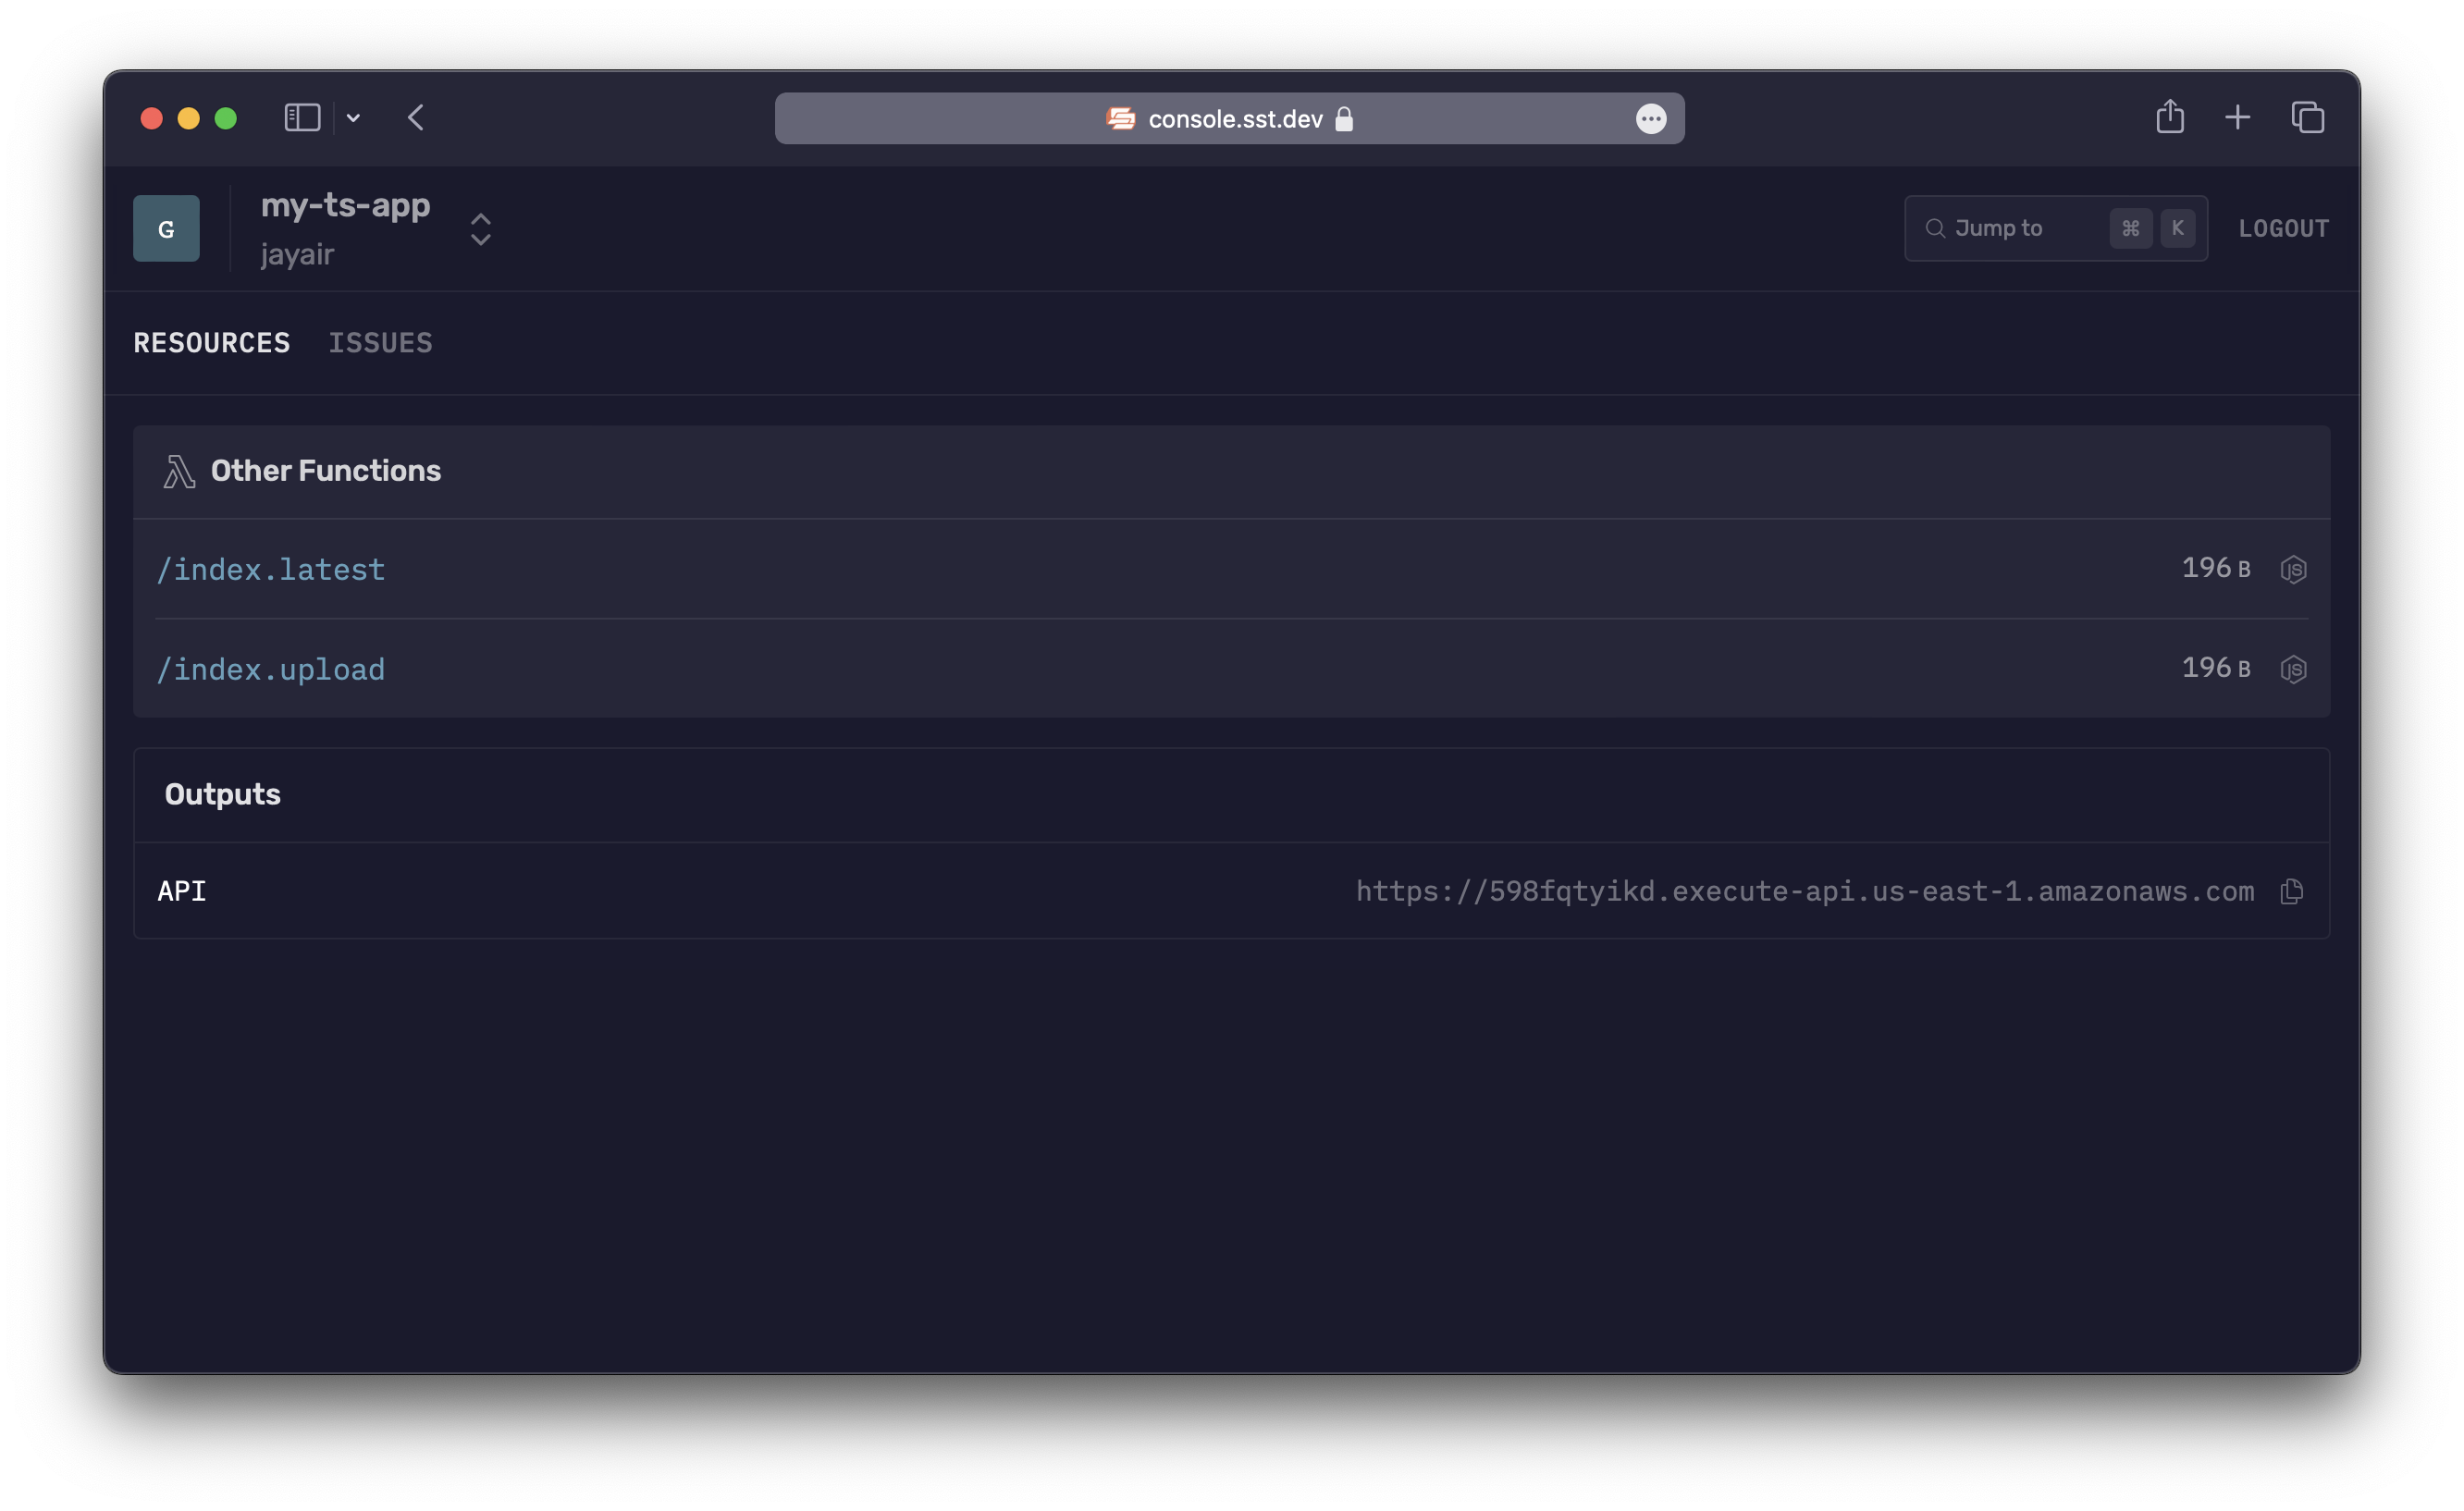 console.sst.dev
G
my-ts-app
jayair
Jump to ⌘ K
LOGOUT
RESOURCES ISSUES
Other Functions
/index.latest 196 B
/index.upload 196 B
Outputs
API https://598fqtyikd.execute-api.us-east-1.amazonaws.com